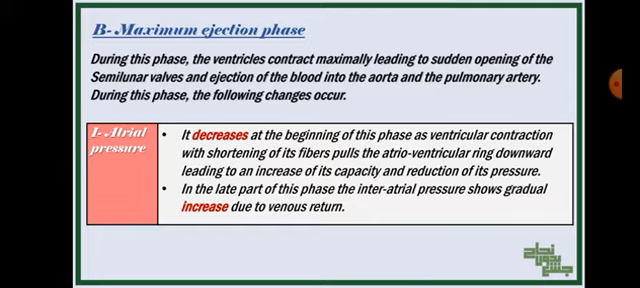 B- Maximum ejection phase
During this phase, the ventricles contract maximally leading to sudden opening of the
Semilunar valves and ejection of the blood into the aorta and the pulmonary artery.
During this phase, the following changes occur.
I- Atrial
pressure
• It decreases at the beginning of this phase as ventricular contraction
with shortening of its fibers pulls the atrio-ventricular ring downward
leading to an increase of its capacity and reduction of its pressure.
• In the late part of this phase the inter-atrial pressure shows gradual
increase due to venous return.